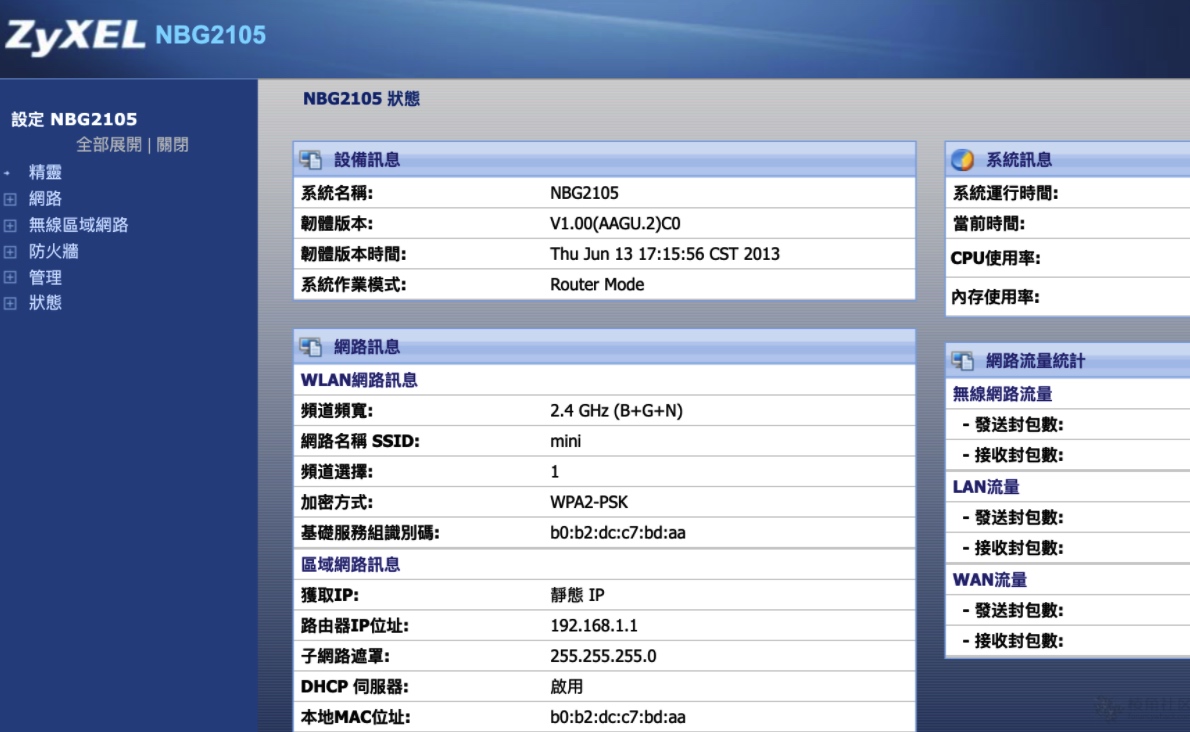 ZyXEL NBG2105
設定 NBG2105
全部展開 | 關閉
精靈
網路
無線區域網路
防火牆
管理
狀態
NBG2105 狀態
設備訊息
系統名稱: NBG2105
韌體版本: V1.00(AAGU.2)C0
韌體版本時間: Thu Jun 13 17:15:56 CST 2013
系統作業模式: Router Mode
網路訊息
WLAN網路訊息
頻道頻寬: 2.4 GHz (B+G+N)
網路名稱 SSID: mini
頻道選擇: 1
加密方式: WPA2-PSK
基礎服務組識別碼: b0:b2:dc:c7:bd:aa
區域網路訊息
獲取IP: 靜態 IP
路由器IP位址: 192.168.1.1
子網路遮罩: 255.255.255.0
DHCP 伺服器: 啟用
本地MAC位址: b0:b2:dc:c7:bd:aa
系統訊息
系統運行時間:
當前時間:
CPU使用率:
內存使用率:
網路流量統計
無線網路流量
- 發送封包數:
- 接收封包數:
LAN流量
- 發送封包數:
- 接收封包數:
WAN流量
- 發送封包數:
- 接收封包數: